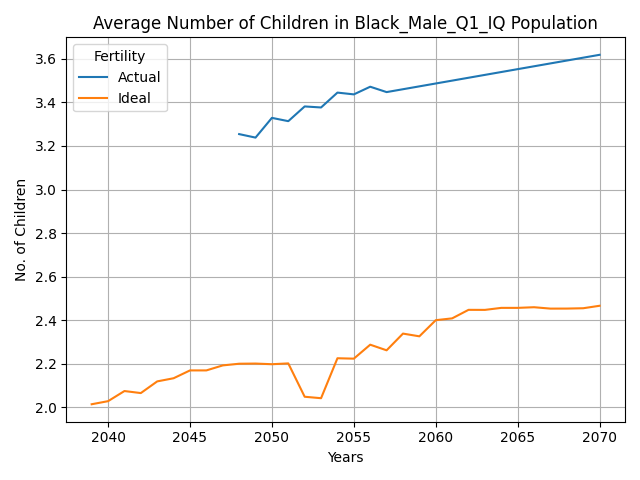 Average Number of Children in Black_Male_Q1_IQ Population
Fertility
Actual
Ideal
No. of Children
3.6
3.4
3.2
3.0
2.8
2.6
2.4
2.2
2.0
2040 2045 2050 2055 2060 2065 2070
Years